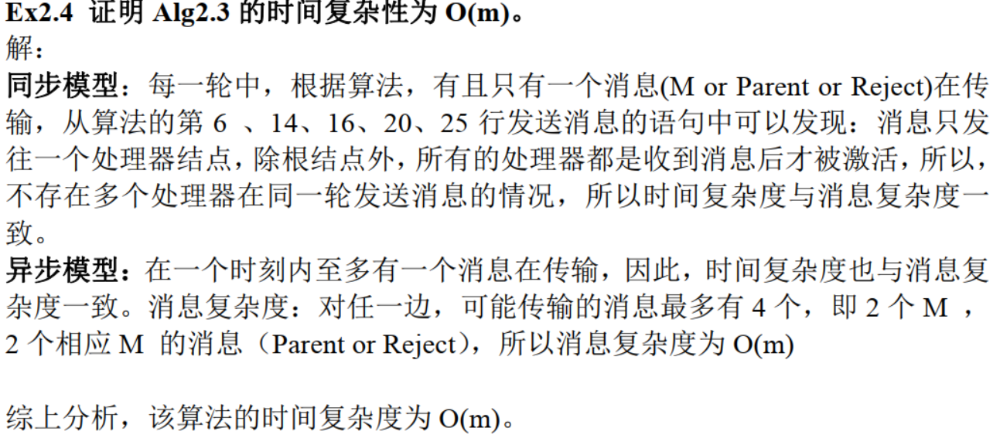 Ex2.4 证明 Alg2.3 的时间复杂性为 O(m)。
解：
同步模型：每一轮中，根据算法，有且只有一个消息(M or Parent or Reject)在传
输，从算法的第 6 、14、16、20、25 行发送消息的语句中可以发现：消息只发
往一个处理器结点，除根结点外，所有的处理器都是收到消息后才被激活，所以，
不存在多个处理器在同一轮发送消息的情况，所以时间复杂度与消息复杂度一
致。
异步模型：在一个时刻内至多有一个消息在传输，因此，时间复杂度也与消息复
杂度一致。消息复杂度：对任一边，可能传输的消息最多有 4 个，即 2 个 M ，
2 个相应 M 的消息（Parent or Reject），所以消息复杂度为 O(m)
综上分析，该算法的时间复杂度为 O(m)。